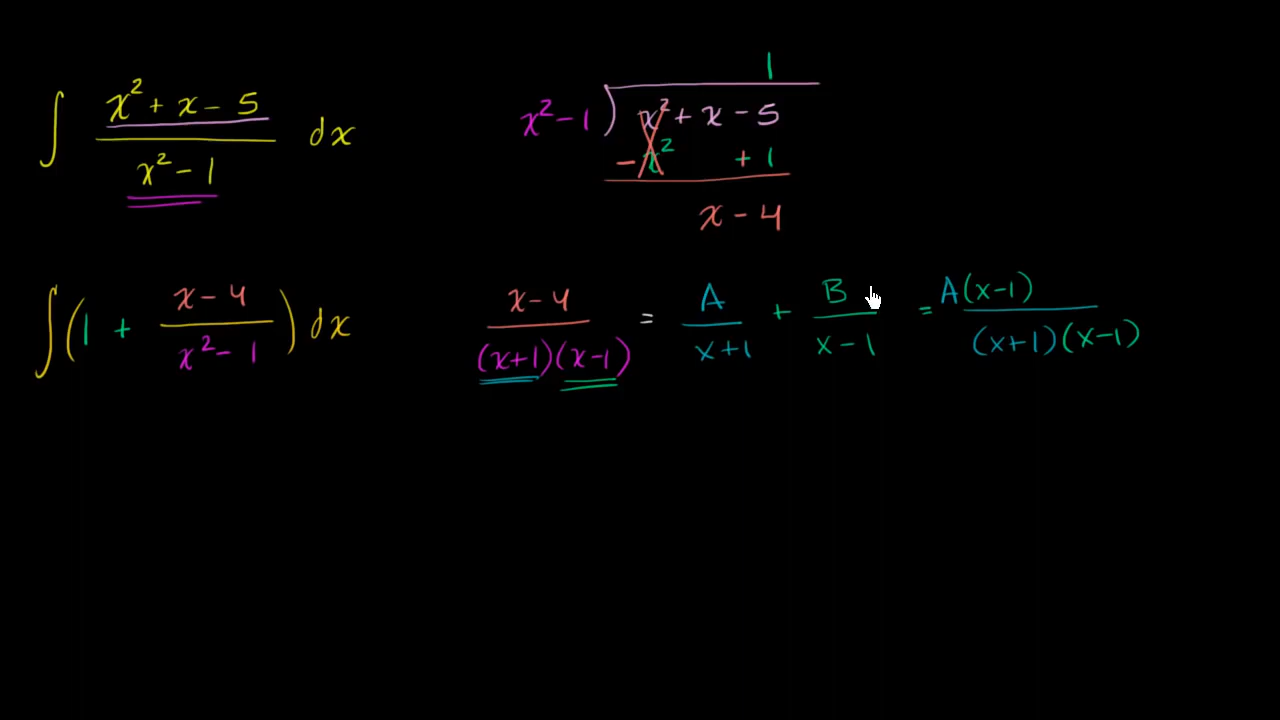 ∫ (x² + x − 5)/(x² − 1) dx
1
x² − 1 ) x² + x − 5
− x² + 1
x − 4
∫(1 + (x − 4)/(x² − 1)) dx
(x − 4)/((x+1)(x−1)) = A/(x+1) + B/(x−1) = A(x−1)/((x+1)(x−1))